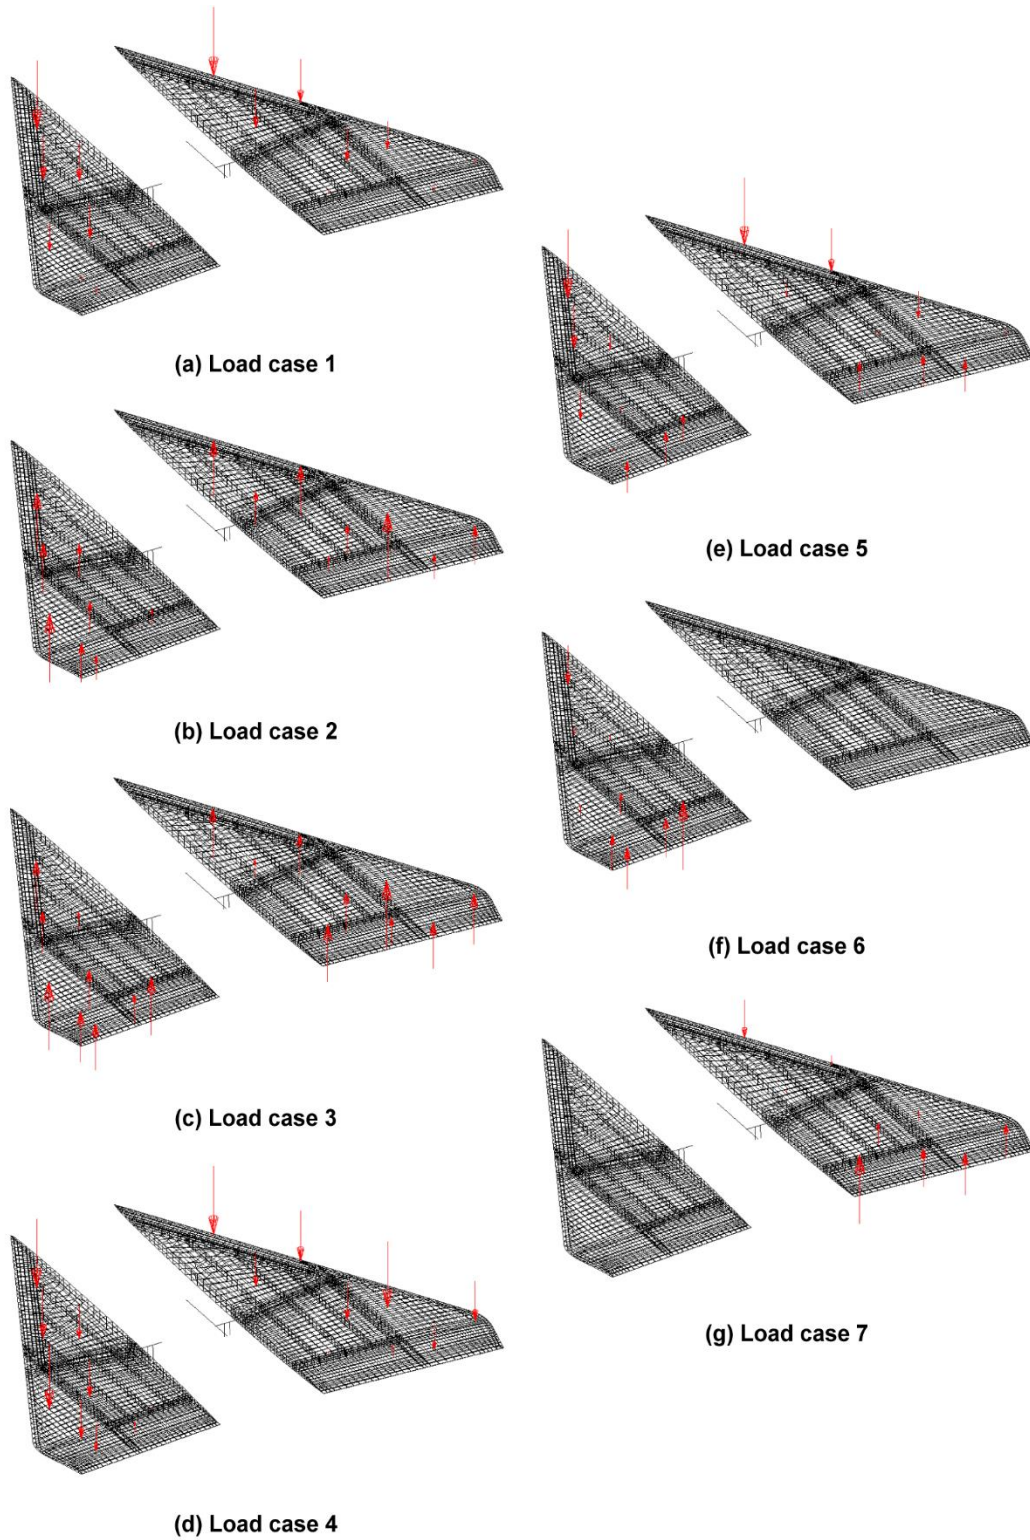 (a) Load case 1
(b) Load case 2
(c) Load case 3
(d) Load case 4
(e) Load case 5
(f) Load case 6
(g) Load case 7